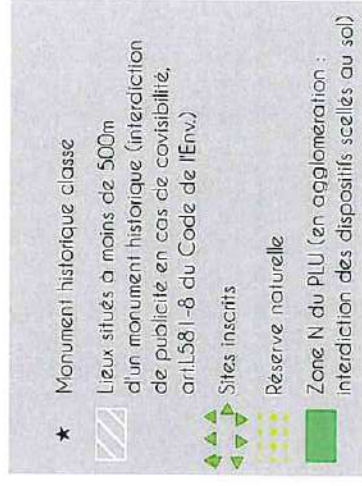 Monument historique classe
Lieux situés à moins de 500m
d'un monument historique (interdiction
de publicité en cas de covisibilité,
art.L581-8 du Code de l'Env.)
Sites inscrits
Réserve naturelle
Zone N du PLU (en agglomération :
interdiction des dispositifs scellés au sol)